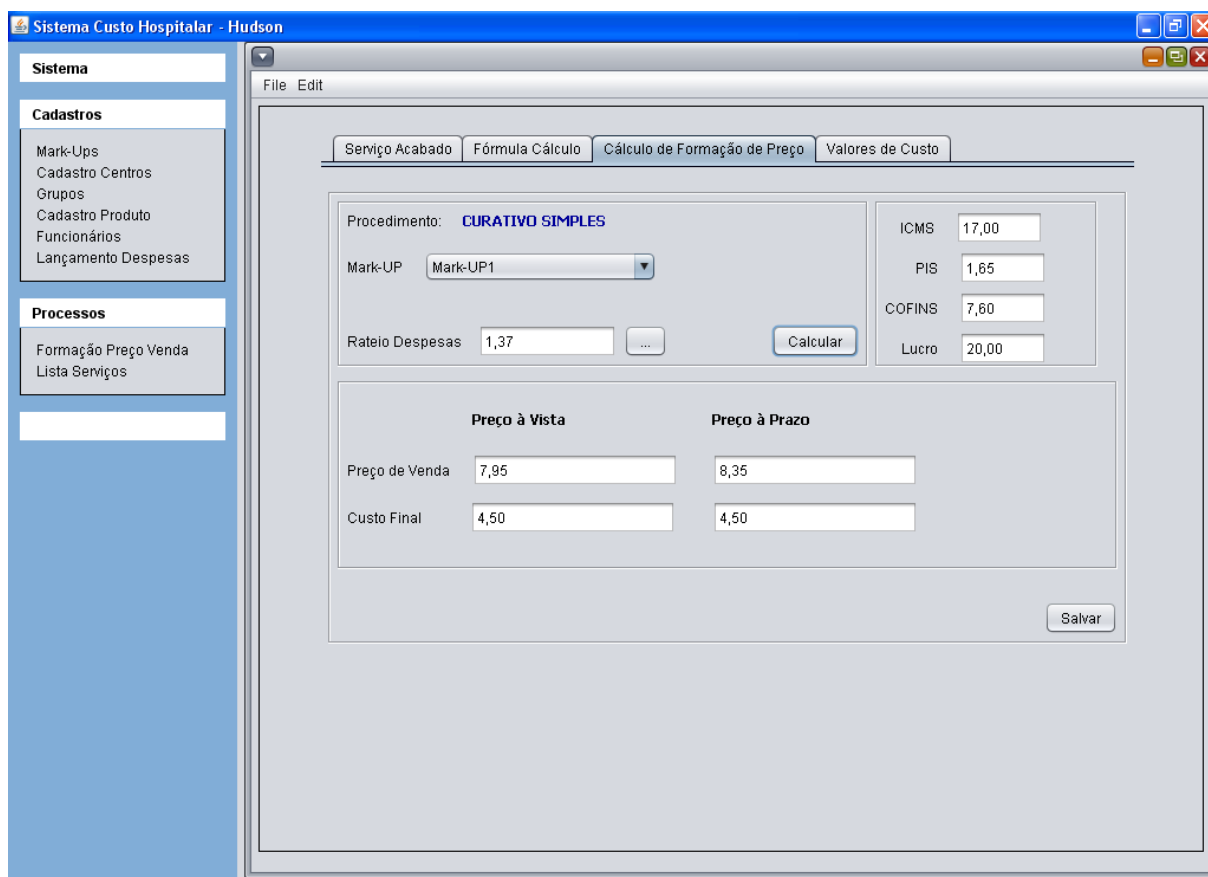 Sistema Custo Hospitalar - Hudson
Sistema
Cadastros
Mark-Ups
Cadastro Centros
Grupos
Cadastro Produto
Funcionários
Lançamento Despesas
Processos
Formação Preço Venda
Lista Serviços
File Edit
Serviço Acabado Fórmula Cálculo Cálculo de Formação de Preço Valores de Custo
Procedimento: CURATIVO SIMPLES
Mark-UP Mark-UP1
Rateio Despesas 1,37 ... Calcular
ICMS 17,00
PIS 1,65
COFINS 7,60
Lucro 20,00
Preço à Vista Preço à Prazo
Preço de Venda 7,95 8,35
Custo Final 4,50 4,50
Salvar